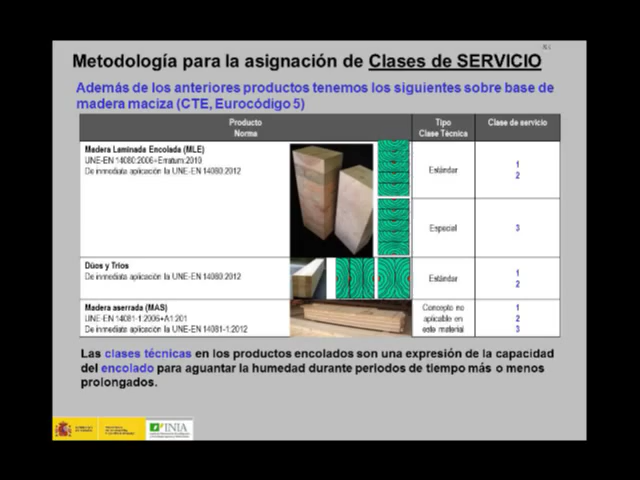 Metodología para la asignación de Clases de SERVICIO
Además de los anteriores productos tenemos los siguientes sobre base de
madera maciza (CTE, Eurocódigo 5)
Producto
Norma
Tipo
Clase Técnica
Clase de servicio
Madera Laminada Encolada (MLE)
UNE-EN 14080:2006+Erratum:2010
De inmediata aplicación la UNE-EN 14080:2012
Estándar
1
2
Especial
3
Dúos y Tríos
De inmediata aplicación la UNE-EN 14080:2012
Estándar
1
2
Madera aserrada (MAS)
UNE-EN 14081-1:2006+A1:201
De inmediata aplicación la UNE-EN 14081-1:2012
Concepto no
aplicable en
este material
1
2
3
Las clases técnicas en los productos encolados son una expresión de la capacidad
del encolado para aguantar la humedad durante periodos de tiempo más o menos
prolongados.
INIA